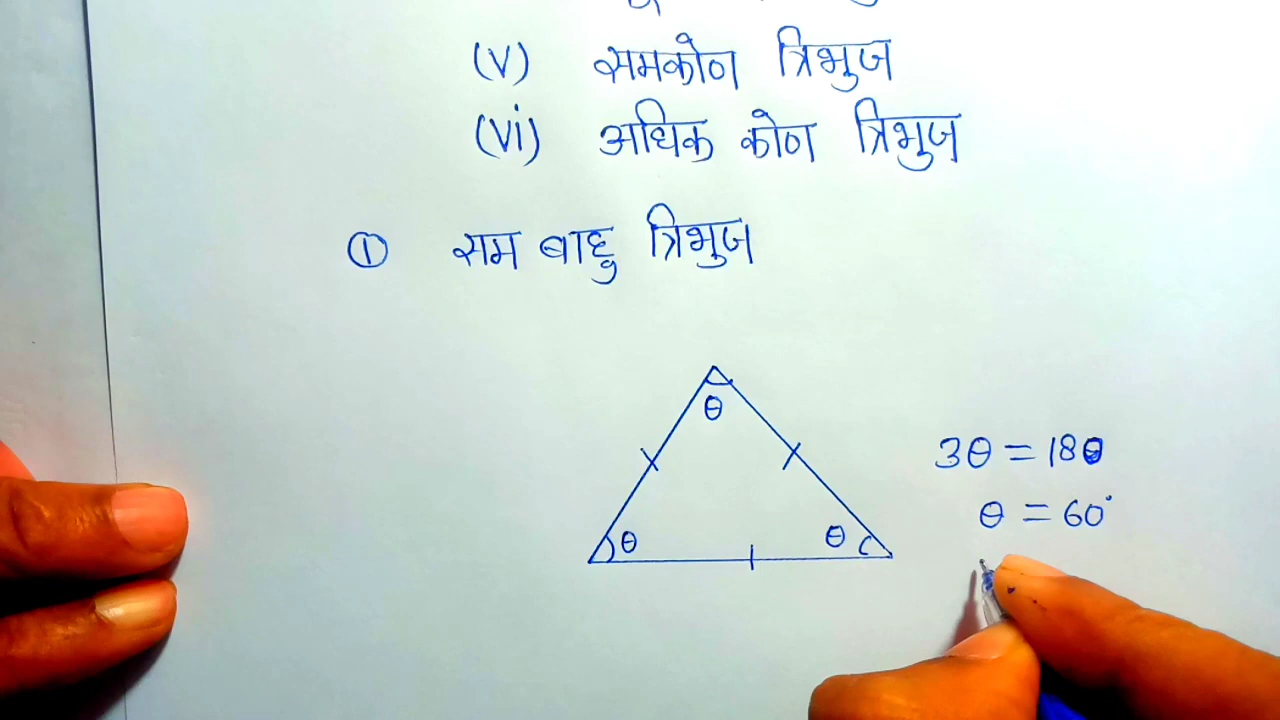 (v) समकोण त्रिभुज
(vi) अधिक कोण त्रिभुज
① सम बाहु त्रिभुज
θ
3θ = 180
θ = 60°
θ θ